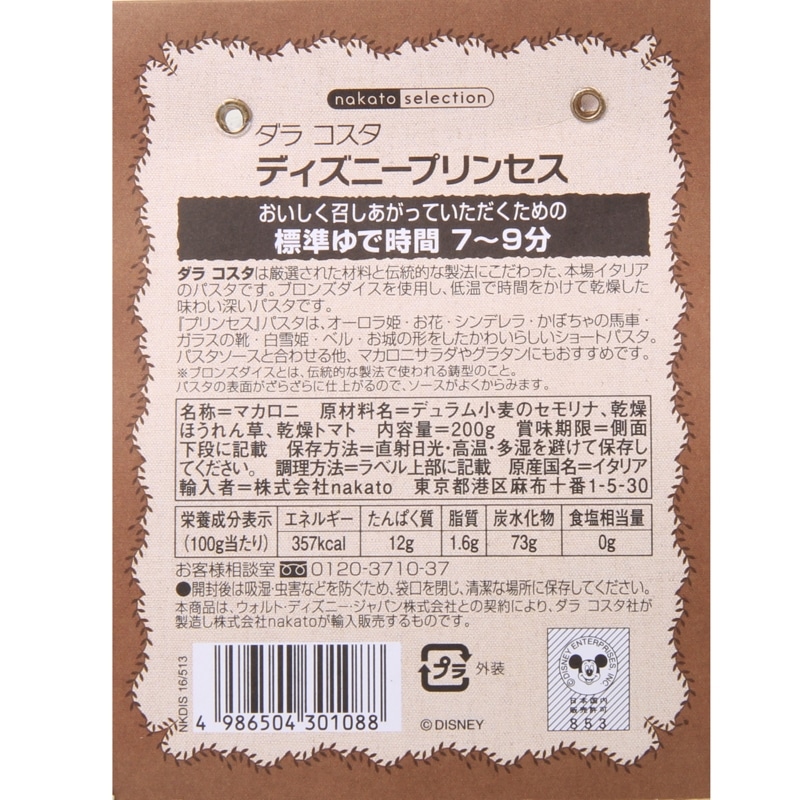 nakato selection
ダラ コスタ
ディズニープリンセス
おいしく召しあがっていただくための
標準ゆで時間 7〜9分
ダラ コスタは厳選された材料と伝統的な製法にこだわった、本場イタリア
のパスタです。ブロンズダイスを使用し、低温で時間をかけて乾燥した
味わい深いパスタです。
『プリンセス』パスタは、オーロラ姫・お花・シンデレラ・かぼちゃの馬車・
ガラスの靴・白雪姫・ベル・お城の形をしたかわいらしいショートパスタ。
パスタソースと合わせる他、マカロニサラダやグラタンにもおすすめです。
※ブロンズダイスとは、伝統的な製法で使われる鋳型のこと。
パスタの表面がざらざらに仕上がるので、ソースがよくからみます。
名称=マカロニ 原材料名=デュラム小麦のセモリナ、乾燥
ほうれん草、乾燥トマト 内容量=200g 賞味期限=側面
下段に記載 保存方法=直射日光・高温・多湿を避けて保存し
てください。 調理方法=ラベル上部に記載 原産国名=イタリア
輸入者=株式会社nakato 東京都港区麻布十番1-5-30
栄養成分表示 エネルギー たんぱく質 脂質 炭水化物 食塩相当量
(100g当たり) 357kcal 12g 1.6g 73g 0g
お客様相談室 0120-3710-37
●開封後は吸湿・虫害などを防ぐため、袋口を閉じ、清潔な場所に保存してください。
本商品は、ウォルト・ディズニー・ジャパン株式会社との契約により、ダラ コスタ社が
製造し株式会社nakatoが輸入販売するものです。
NKDIS 16/513
4 986504 301088
プラ 外装
©DISNEY
©DISNEY ENTERPRISES, INC.
日本国内
販売許可
853